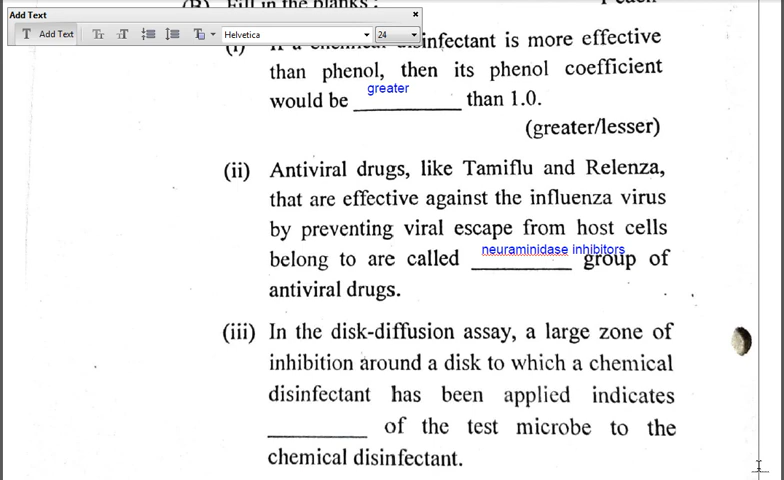 (B) Fill in the blanks :
Add Text
Add Text
Helvetica
24
(i) If a chemical disinfectant is more effective
than phenol, then its phenol coefficient
greater
would be __________ than 1.0.
(greater/lesser)
(ii) Antiviral drugs, like Tamiflu and Relenza,
that are effective against the influenza virus
by preventing viral escape from host cells
neuraminidase inhibitors
belong to are called __________ group of
antiviral drugs.
(iii) In the disk-diffusion assay, a large zone of
inhibition around a disk to which a chemical
disinfectant has been applied indicates
__________ of the test microbe to the
chemical disinfectant.